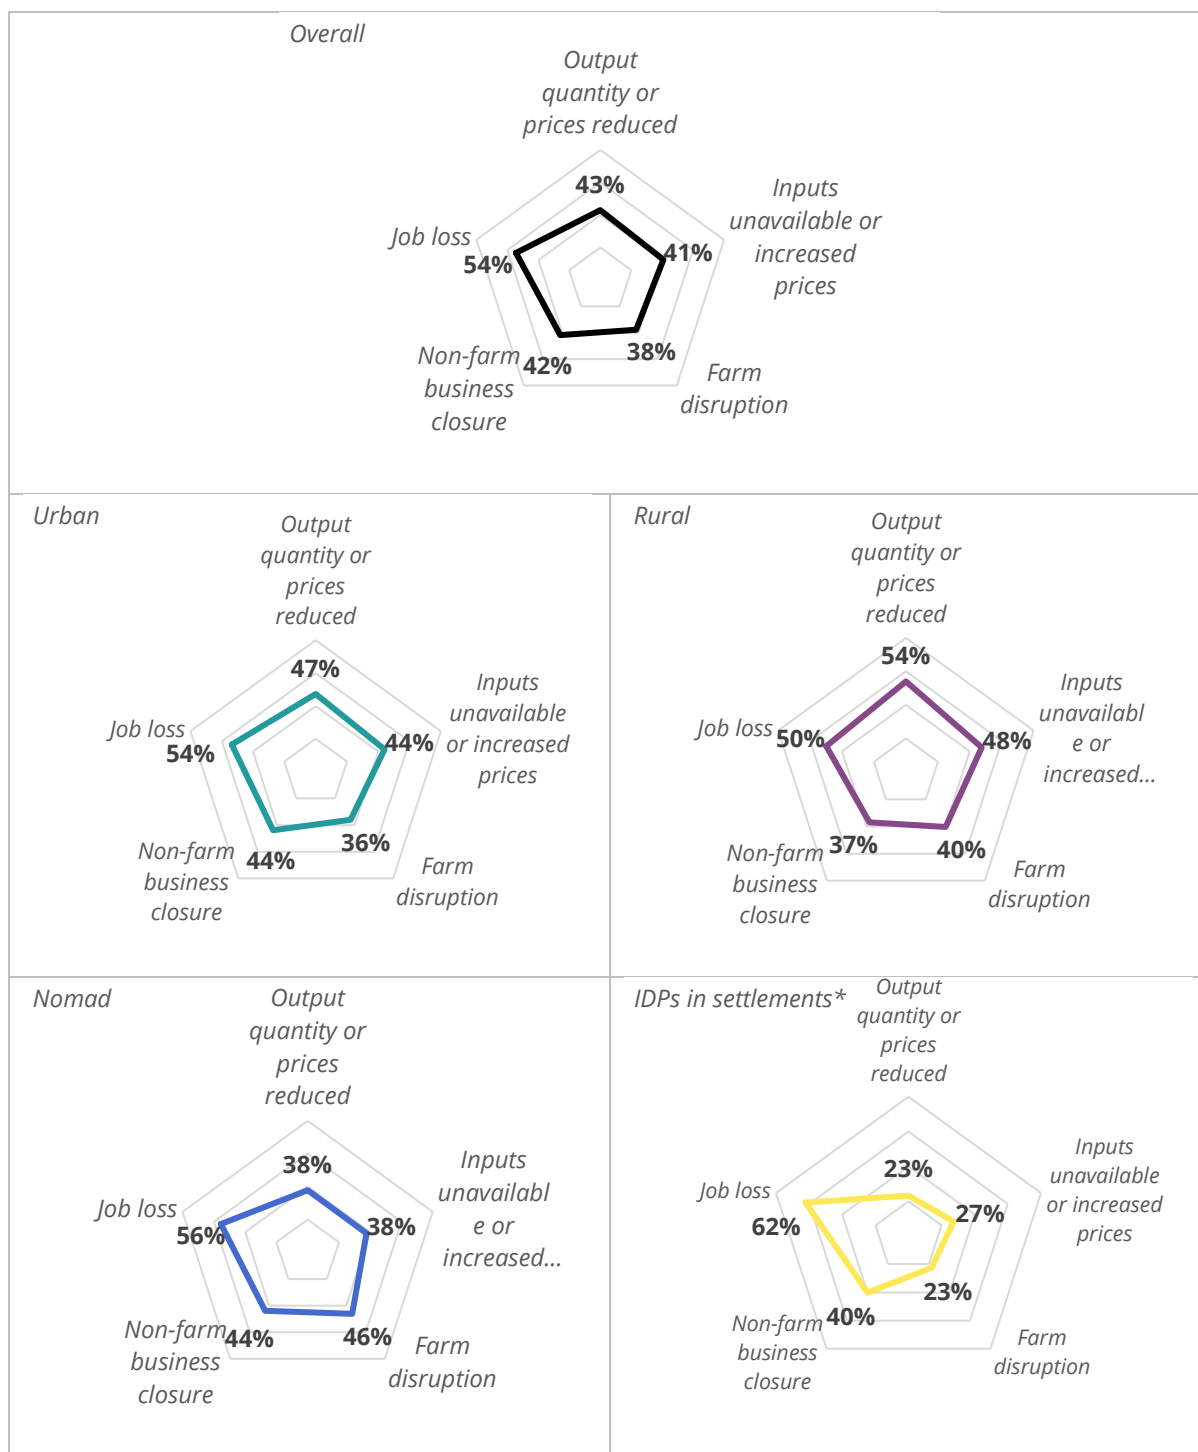 Overall
Output
quantity or
prices reduced
43%
Inputs
unavailable or
increased
prices
41%
Job loss
54%
38%
Farm
disruption
Non-farm
business
closure
42%
Urban
Output
quantity or
prices
reduced
47%
Inputs
unavailable
or increased
prices
44%
Job loss
54%
36%
Farm
disruption
Non-farm
business
closure
44%
Rural
Output
quantity or
prices
reduced
54%
Inputs
unavailabl
e or
increased...
48%
Job loss
50%
40%
Farm
disruption
Non-farm
business
closure
37%
Nomad
Output
quantity or
prices
reduced
38%
Inputs
unavailabl
e or
increased...
38%
Job loss
56%
46%
Farm
disruption
Non-farm
business
closure
44%
IDPs in settlements*
Output
quantity or
prices
reduced
23%
Inputs
unavailable
or increased
prices
27%
Job loss
62%
23%
Farm
disruption
Non-farm
business
closure
40%